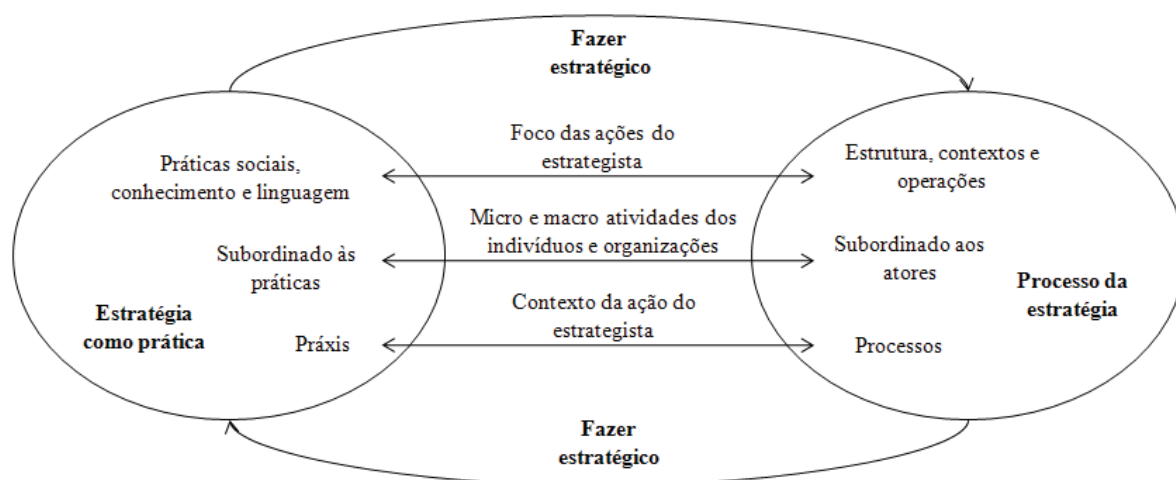 Fazer
estratégico
Foco das ações do
estrategista
Práticas sociais,
conhecimento e linguagem
Estrutura, contextos e
operações
Micro e macro atividades dos
indivíduos e organizações
Subordinado às
práticas
Subordinado aos
atores
Estratégia
como prática
Processo da
estratégia
Contexto da ação do
estrategista
Práxis
Processos
Fazer
estratégico